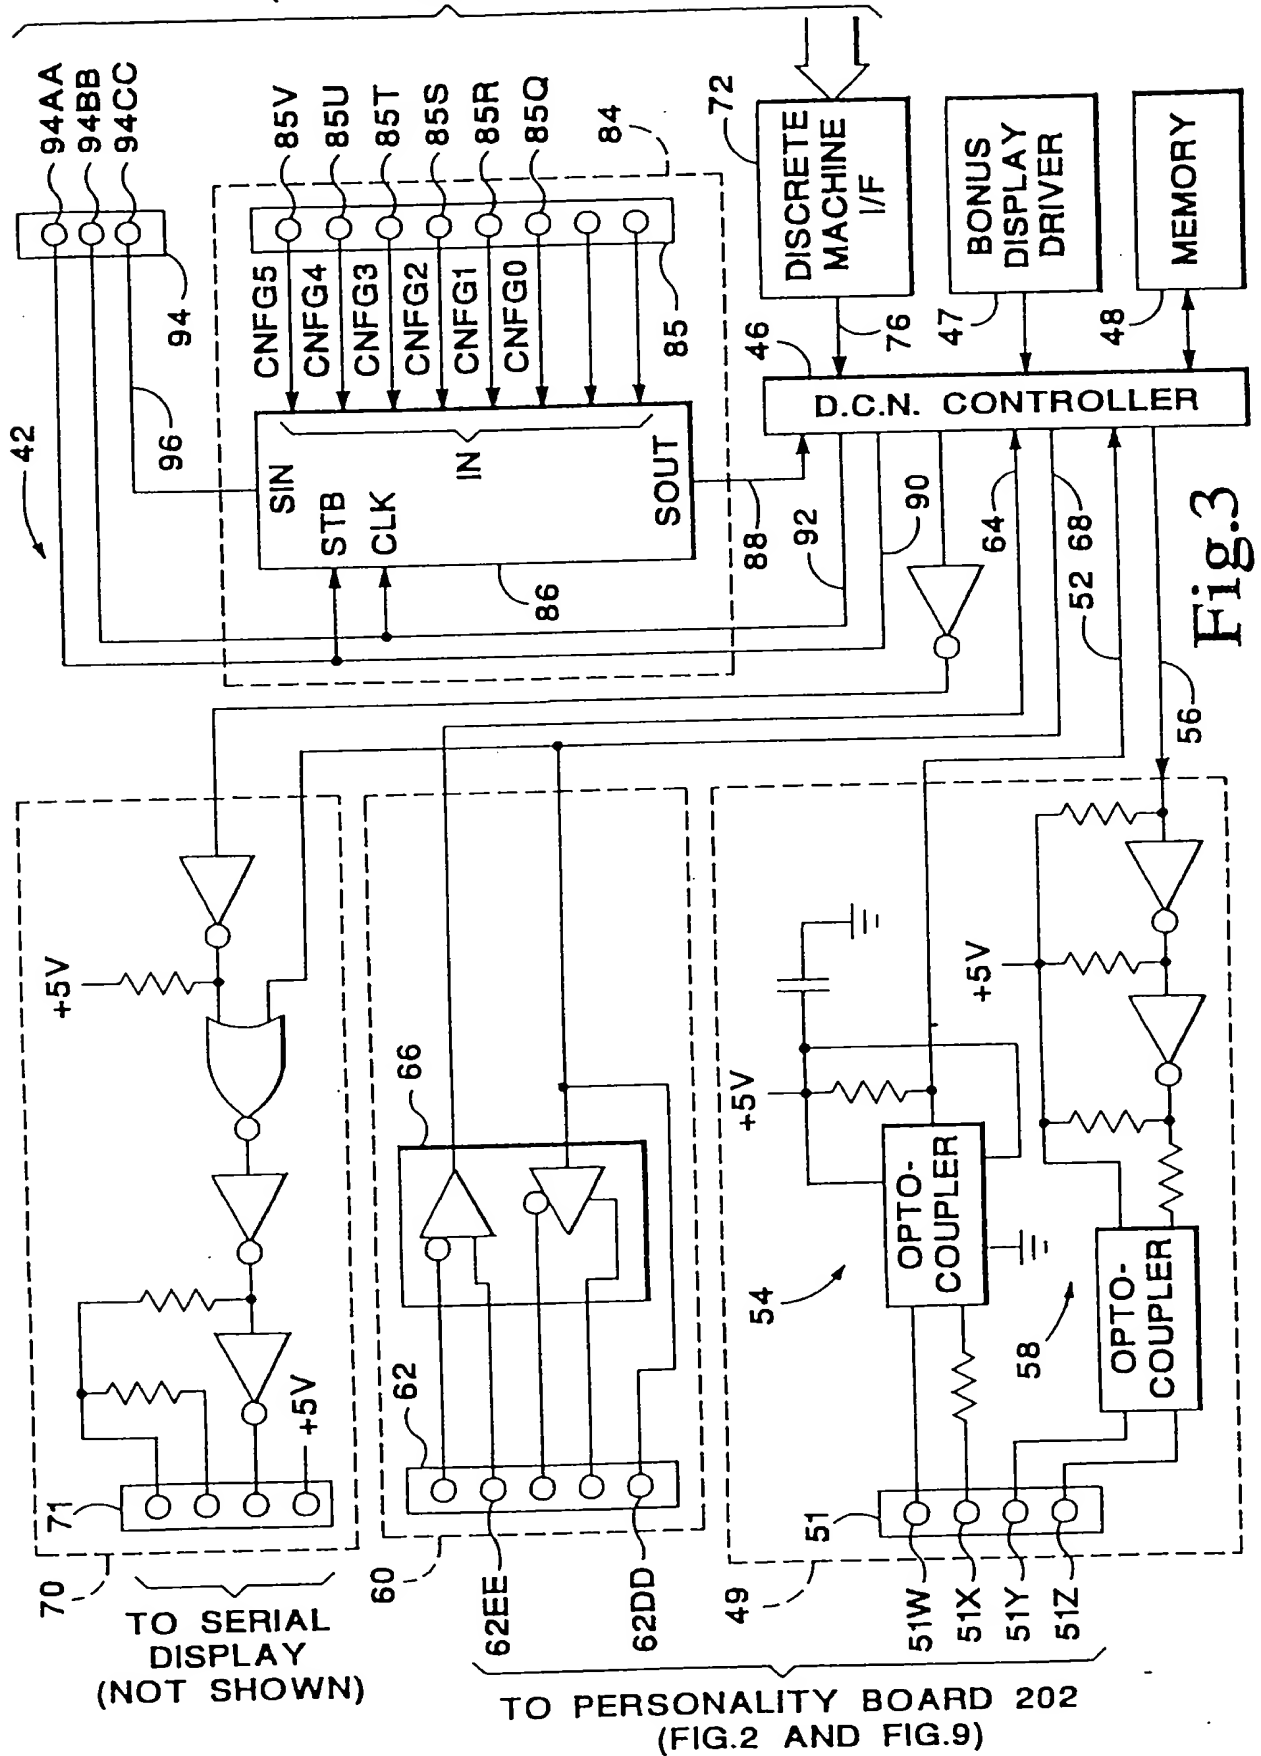 94AA
94BB
94CC
94
42
96
85V
85U
85T
85S
85R
85Q
84
85
CNFG5
CNFG4
CNFG3
CNFG2
CNFG1
CNFG0
SIN
STB
CLK
IN
SOUT
86
88
72
DISCRETE
MACHINE
I/F
76
BONUS
DISPLAY
DRIVER
47
MEMORY
48
46
D.C.N. CONTROLLER
92
90
64
68
52
56
Fig.3
+5V
+5V
71
70
TO SERIAL
DISPLAY
(NOT SHOWN)
66
62
60
62EE
62DD
+5V
+5V
OPTO-
COUPLER
54
OPTO-
COUPLER
58
51
49
51W
51X
51Y
51Z
TO PERSONALITY BOARD 202
(FIG.2 AND FIG.9)